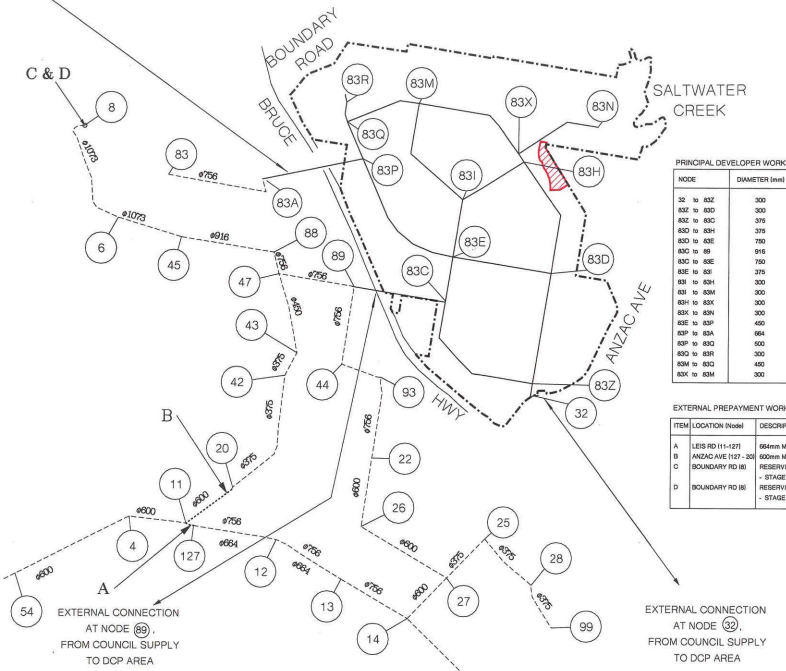 BOUNDARY
ROAD
BRUCE
HWY
SALTWATER
CREEK
ANZAC AVE
C & D
8
83
ø1073
ø756
83A
83R
83M
83X
83N
83Q
83P
83H
83I
83E
83D
83C
83Z
32
6
ø1073
45
ø916
88
ø756
89
47
ø756
ø450
ø756
43
ø375
42
44
93
ø375
ø756
B
20
22
ø375
ø600
11
ø600
26
25
ø600
4
ø756
127
ø664
12
ø756
ø664
ø600
ø375
28
ø600
13
ø756
ø600
27
ø375
54
A
14
99
EXTERNAL CONNECTION
AT NODE 89,
FROM COUNCIL SUPPLY
TO DCP AREA
EXTERNAL CONNECTION
AT NODE 32,
FROM COUNCIL SUPPLY
TO DCP AREA
PRINCIPAL DEVELOPER WORK
NODE DIAMETER (mm)
32 to 83Z 300
83Z to 83D 300
83Z to 83C 375
83D to 83H 375
83D to 83E 750
83C to 89 916
83C to 83E 750
83E to 83I 375
83I to 83H 300
83I to 83M 300
83H to 83X 300
83X to 83N 300
83E to 83P 450
83P to 83A 664
83P to 83Q 500
83Q to 83R 300
83M to 83Q 450
83X to 83M 300
EXTERNAL PREPAYMENT WORK
ITEM LOCATION (Node) DESCRIP
A LEIS RD (11-127) 664mm M
B ANZAC AVE (127 - 20) 600mm M
C BOUNDARY RD (8) RESERV
- STAGE
D BOUNDARY RD (8) RESERV
- STAGE